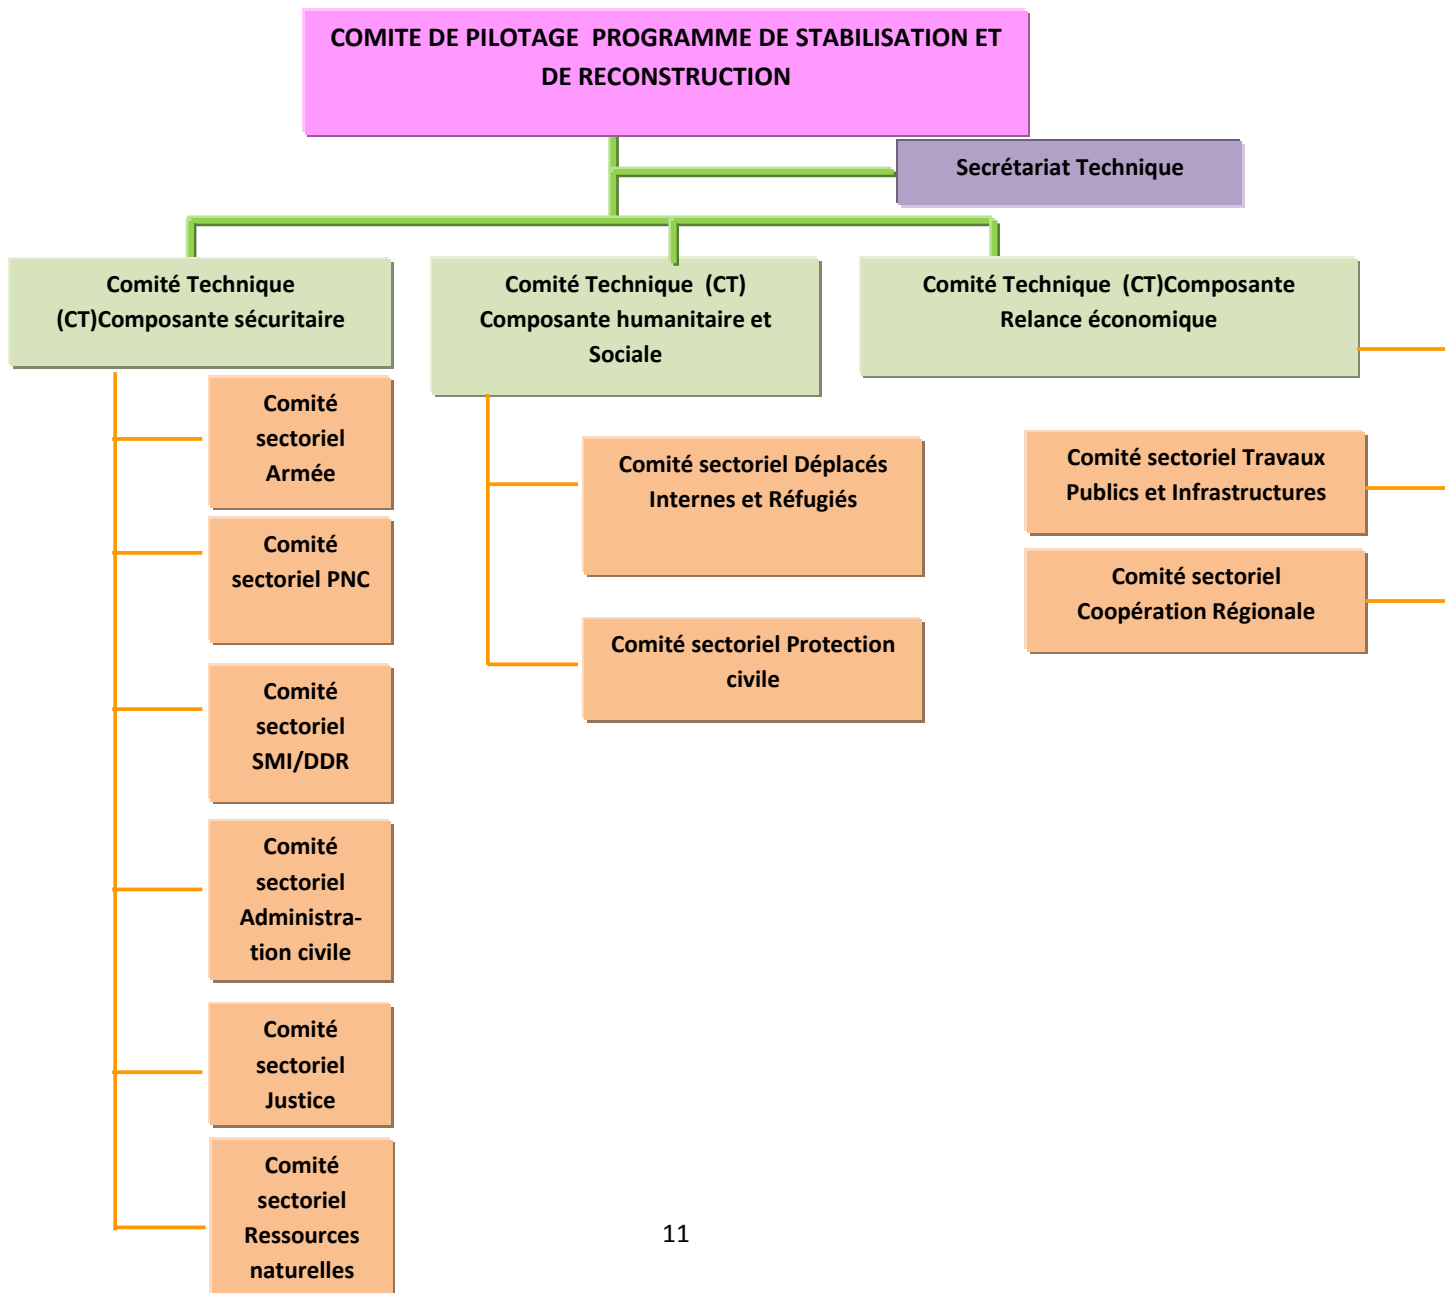 COMITE DE PILOTAGE PROGRAMME DE STABILISATION ET
DE RECONSTRUCTION
Secrétariat Technique
Comité Technique
(CT)Composante sécuritaire
Comité Technique (CT)
Composante humanitaire et
Sociale
Comité Technique (CT)Composante
Relance économique
Comité
sectoriel
Armée
Comité
sectoriel PNC
Comité
sectoriel
SMI/DDR
Comité
sectoriel
Administra-
tion civile
Comité
sectoriel
Justice
Comité
sectoriel
Ressources
naturelles
Comité sectoriel Déplacés
Internes et Réfugiés
Comité sectoriel Protection
civile
Comité sectoriel Travaux
Publics et Infrastructures
Comité sectoriel
Coopération Régionale
11